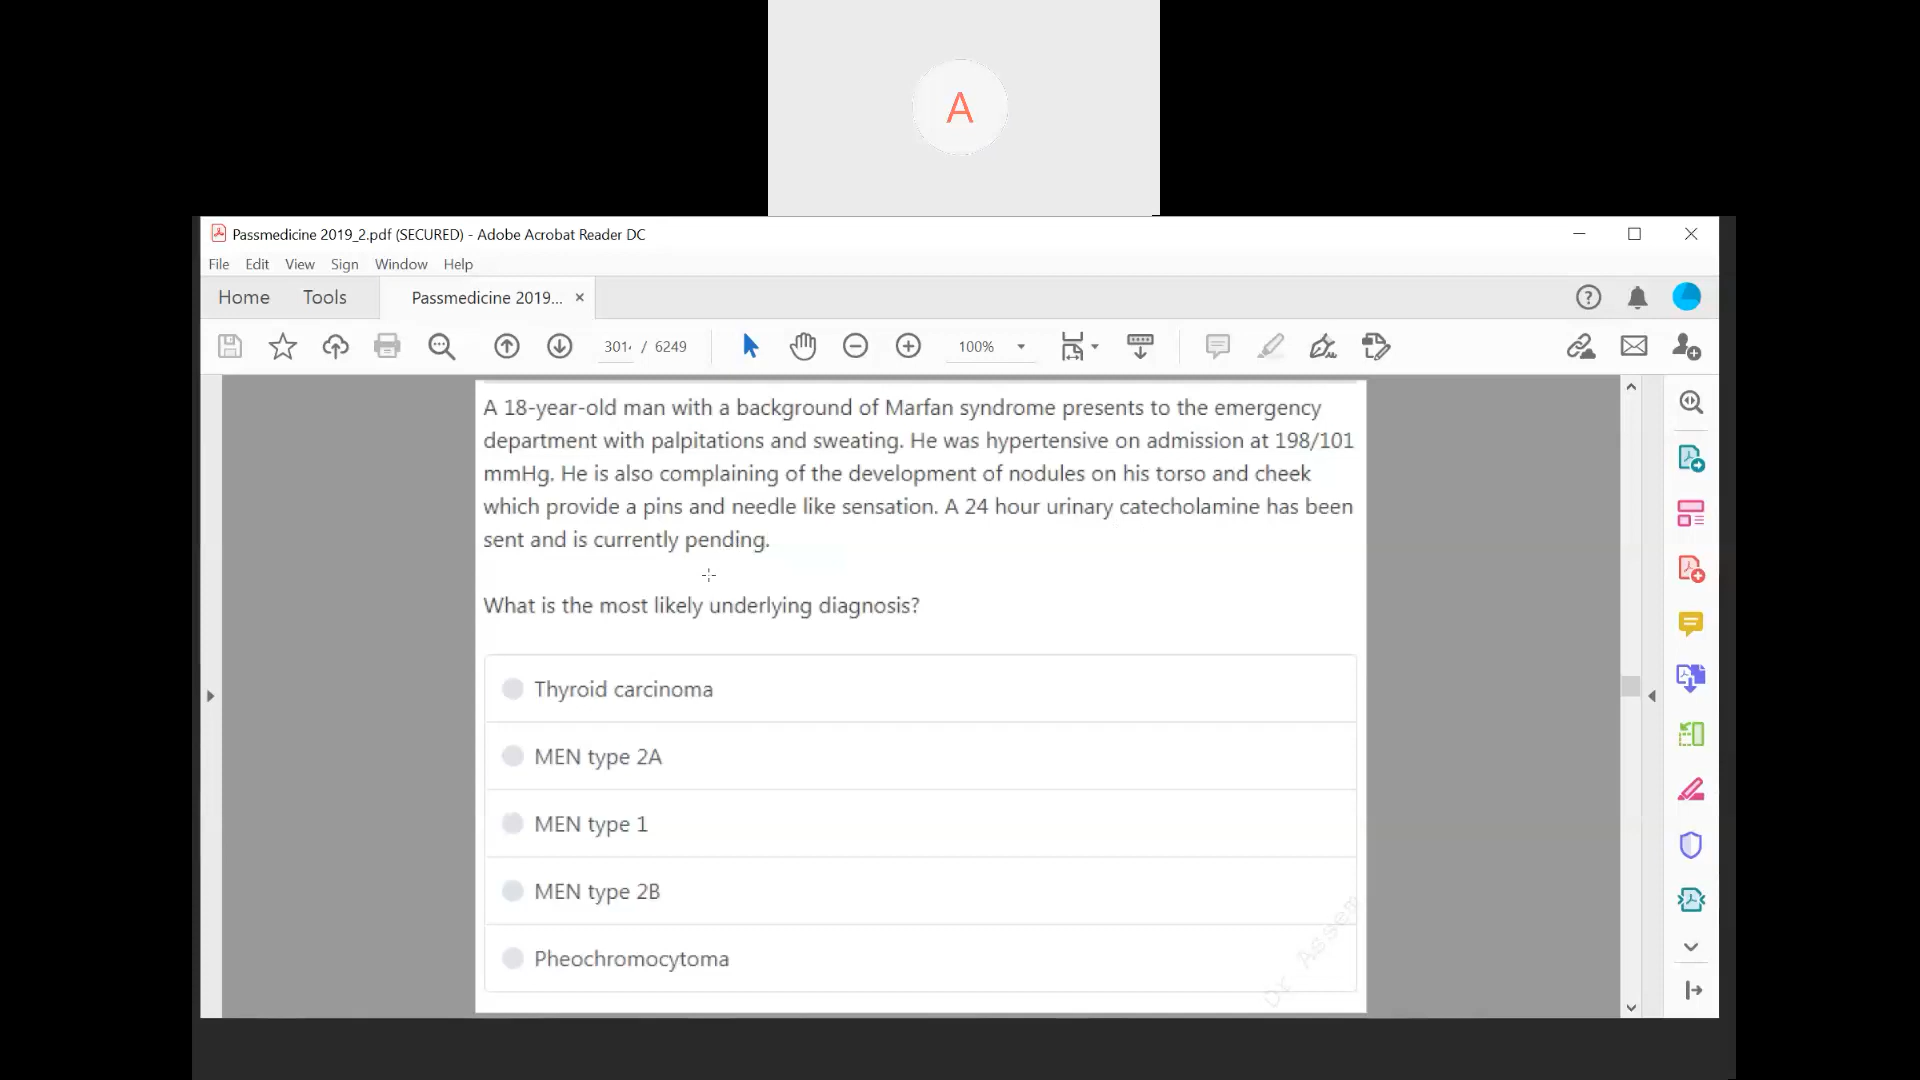 A
Passmedicine 2019_2.pdf (SECURED) - Adobe Acrobat Reader DC
File Edit View Sign Window Help
Home Tools Passmedicine 2019... ×
/ 6249 100%
A 18-year-old man with a background of Marfan syndrome presents to the emergency
department with palpitations and sweating. He was hypertensive on admission at 198/101
mmHg. He is also complaining of the development of nodules on his torso and cheek
which provide a pins and needle like sensation. A 24 hour urinary catecholamine has been
sent and is currently pending.
What is the most likely underlying diagnosis?
Thyroid carcinoma
MEN type 2A
MEN type 1
MEN type 2B
Pheochromocytoma
Dr Assem